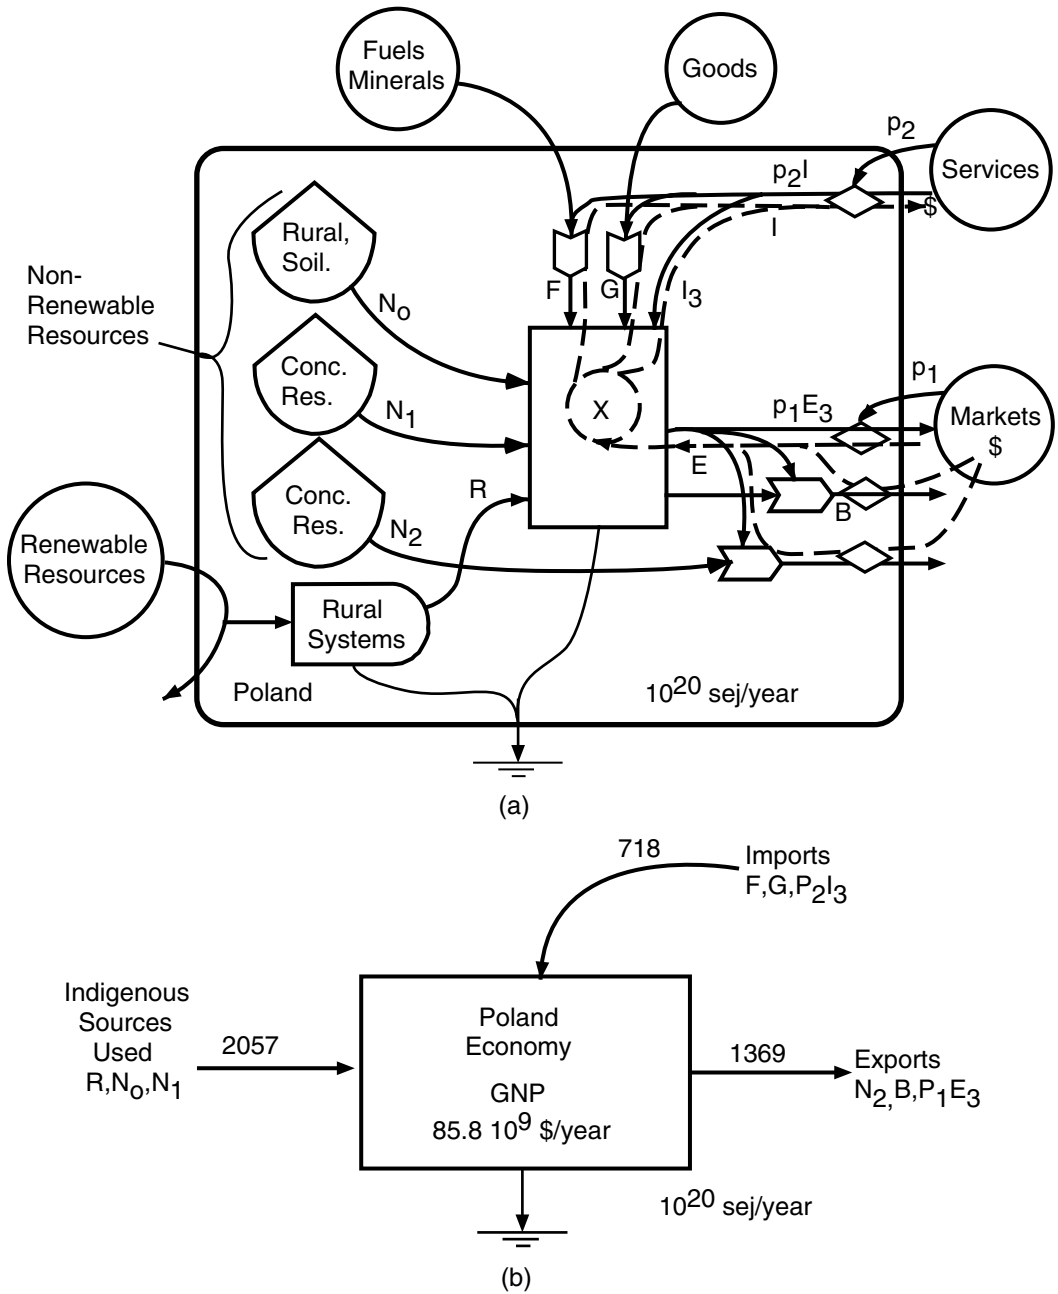 Fuels
Minerals
Goods
p2
Services
p2I
$
I
Rural,
Soil.
Non-
Renewable
Resources
No
F
G
I3
Conc.
Res.
N1
X
p1
p1E3
Markets
$
E
Conc.
Res.
R
B
N2
Renewable
Resources
Rural
Systems
Poland
10^20 sej/year
(a)
718
Imports
F,G,P2I3
Indigenous
Sources
Used
R,No,N1
2057
Poland
Economy
GNP
85.8 10^9 $/year
1369
Exports
N2,B,P1E3
10^20 sej/year
(b)